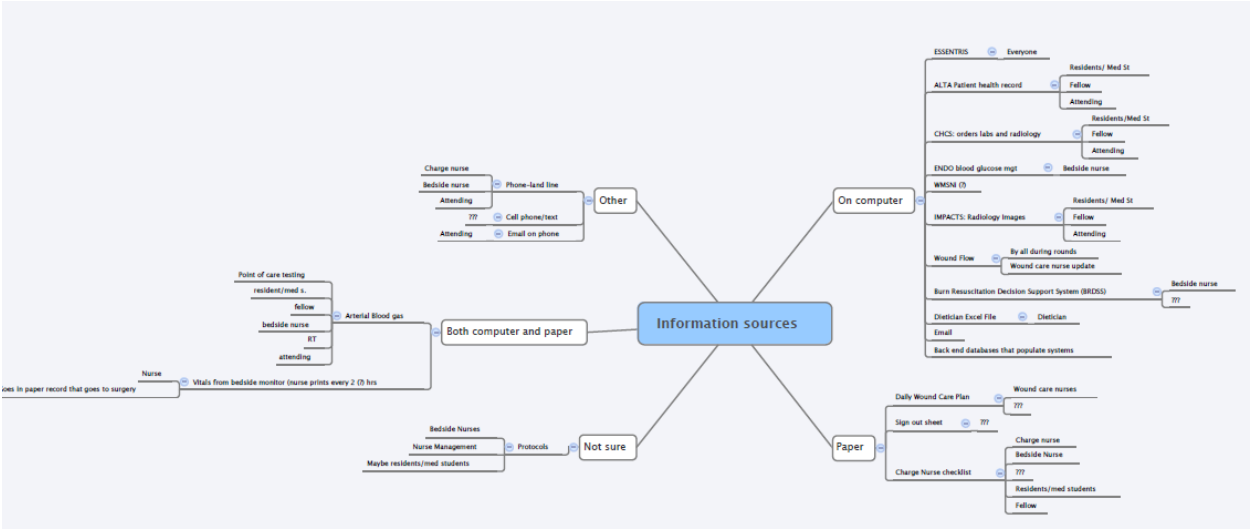 Information sources
On computer
ESSENTRIS
Everyone
ALTA Patient health record
Residents/ Med St
Fellow
Attending
CHCS: orders labs and radiology
Residents/Med St
Fellow
Attending
ENDO blood glucose mgt
Bedside nurse
WMSNi (?)
IMPACTS: Radiology Images
Residents/ Med St
Fellow
Attending
Wound Flow
By all during rounds
Wound care nurse update
Burn Resuscitation Decision Support System (BRDSS)
Bedside nurse
???
Dietician Excel File
Dietician
Email
Back end databases that populate systems
Paper
Daily Wound Care Plan
Wound care nurses
???
Sign out sheet
???
Charge Nurse checklist
Charge nurse
Bedside Nurse
???
Residents/med students
Fellow
Other
Phone-land line
Charge nurse
Bedside nurse
Attending
Cell phone/text
???
Email on phone
Attending
Both computer and paper
Arterial Blood gas
Point of care testing
resident/med s.
fellow
bedside nurse
RT
attending
Vitals from bedside monitor (nurse prints every 2 (?) hrs
Nurse
in paper record that goes to surgery
Not sure
Protocols
Bedside Nurses
Nurse Management
Maybe residents/med students